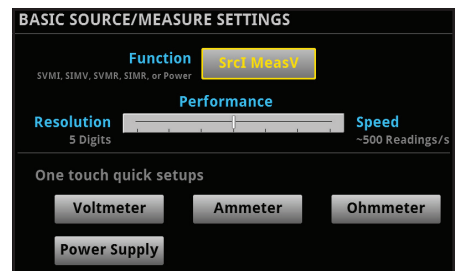 BASIC SOURCE/MEASURE SETTINGS
Function SrcI MeasV
SVMI, SIMV, SVMR, SIMR, or Power
Performance
Resolution Speed
5 Digits ~500 Readings/s
One touch quick setups
Voltmeter Ammeter Ohmmeter
Power Supply